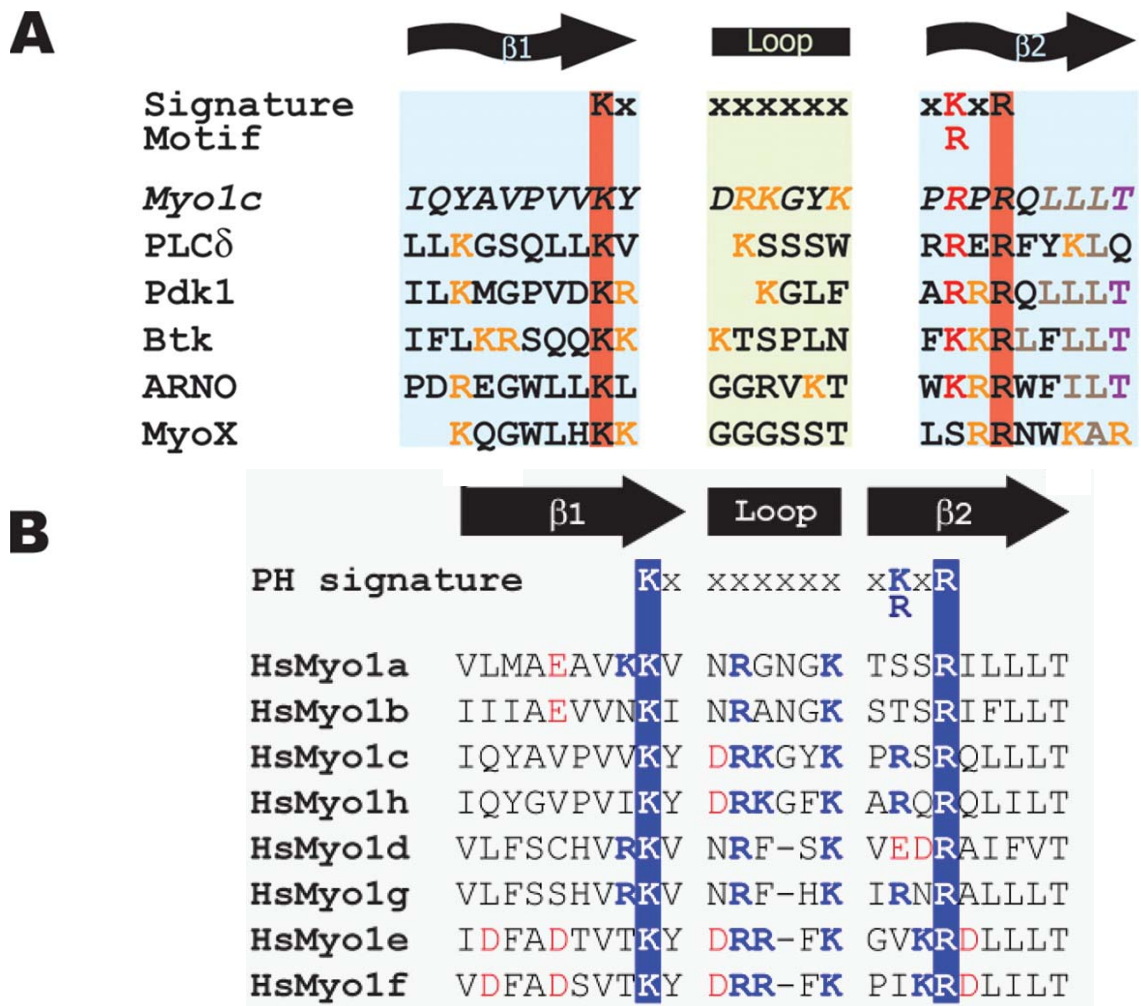 A
β1 Loop β2
Signature Kx xxxxxx xKxR
Motif R
Myo1c IQYAVPVVKY DRKGYK PRPRQLLLT
PLCδ LLKGSQLLKV KSSSW RRERFYKLQ
Pdk1 ILKMGPVDKR KGLF ARRRQLLLT
Btk IFLKRSQQKK KTSPLN FKKRLFLLT
ARNO PDREGWLLKL GGRVKT WKRRWFILT
MyoX KQGWLHKK GGGSST LSRRNWKAR
B
β1 Loop β2
PH signature Kx xxxxxx xKxR
R
HsMyo1a VLMAEAVKKV NRGNGK TSSRILLLT
HsMyo1b IIIAEVVNKI NRANGK STSRIFLLT
HsMyo1c IQYAVPVVKY DRKGYK PRSRQLLLT
HsMyo1h IQYGVPVIKY DRKGFK ARQRQLILT
HsMyo1d VLFSCHVRKV NRF-SK VEDRAIFVT
HsMyo1g VLFSSHVRKV NRF-HK IRNRALLLT
HsMyo1e IDFADTVTKY DRR-FK GVKRDLLLT
HsMyo1f VDFADSVTKY DRR-FK PIKRDLILT